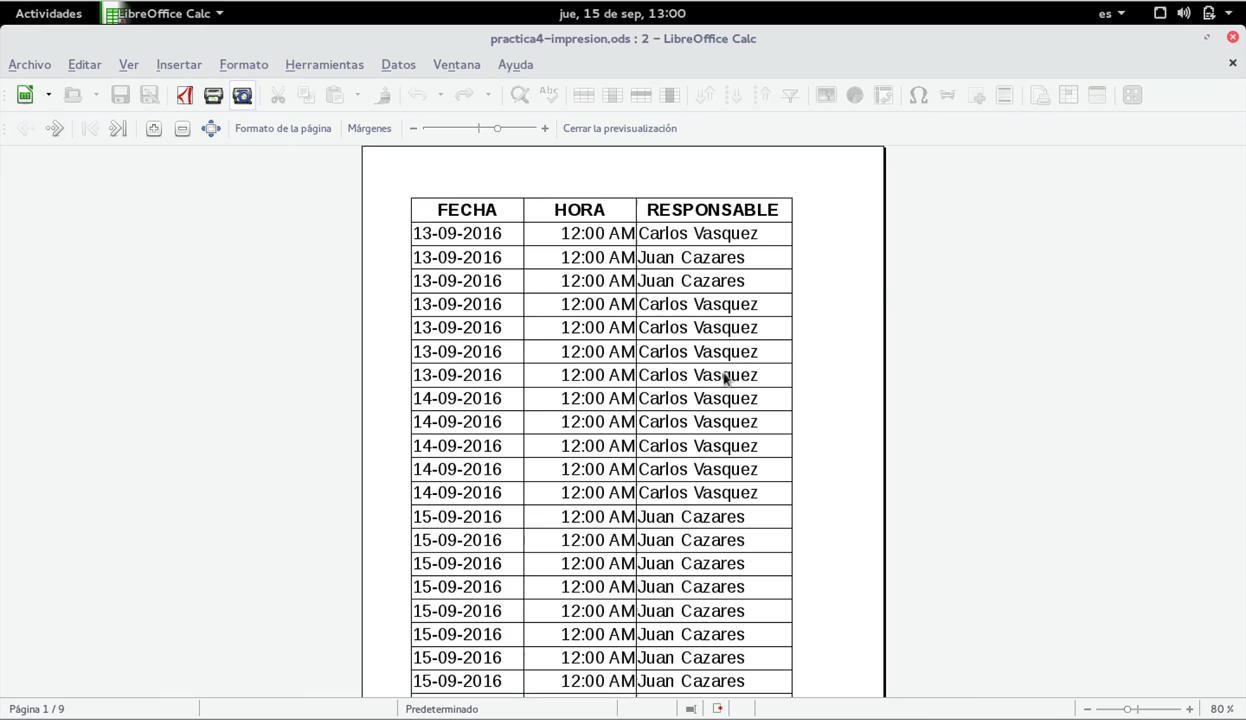 Actividades LibreOffice Calc jue, 15 de sep, 13:00 es
practica4-impresion.ods : 2 - LibreOffice Calc
Archivo Editar Ver Insertar Formato Herramientas Datos Ventana Ayuda
Formato de la página Márgenes Cerrar la previsualización
FECHA HORA RESPONSABLE
13-09-2016 12:00 AM Carlos Vasquez
13-09-2016 12:00 AM Juan Cazares
13-09-2016 12:00 AM Juan Cazares
13-09-2016 12:00 AM Carlos Vasquez
13-09-2016 12:00 AM Carlos Vasquez
13-09-2016 12:00 AM Carlos Vasquez
13-09-2016 12:00 AM Carlos Vasquez
14-09-2016 12:00 AM Carlos Vasquez
14-09-2016 12:00 AM Carlos Vasquez
14-09-2016 12:00 AM Carlos Vasquez
14-09-2016 12:00 AM Carlos Vasquez
14-09-2016 12:00 AM Carlos Vasquez
15-09-2016 12:00 AM Juan Cazares
15-09-2016 12:00 AM Juan Cazares
15-09-2016 12:00 AM Juan Cazares
15-09-2016 12:00 AM Juan Cazares
15-09-2016 12:00 AM Juan Cazares
15-09-2016 12:00 AM Juan Cazares
15-09-2016 12:00 AM Juan Cazares
15-09-2016 12:00 AM Juan Cazares
Página 1 / 9 Predeterminado 80 %